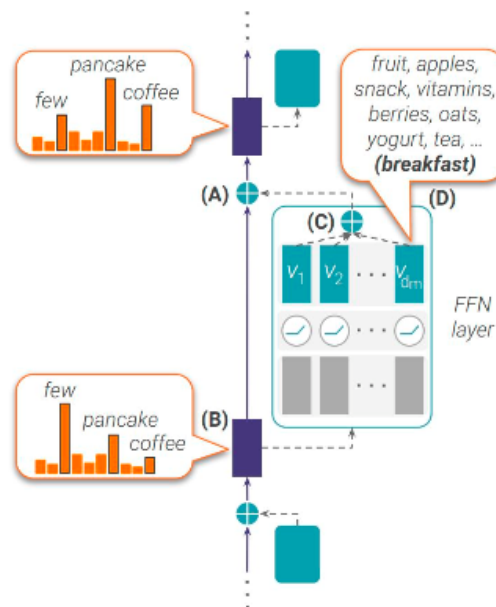 few
pancake
coffee
fruit, apples,
snack, vitamins,
berries, oats,
yogurt, tea, ...
(breakfast)
(A)
(C)
(D)
v1 v2 ... vdm
FFN
layer
(B)
few
pancake
coffee